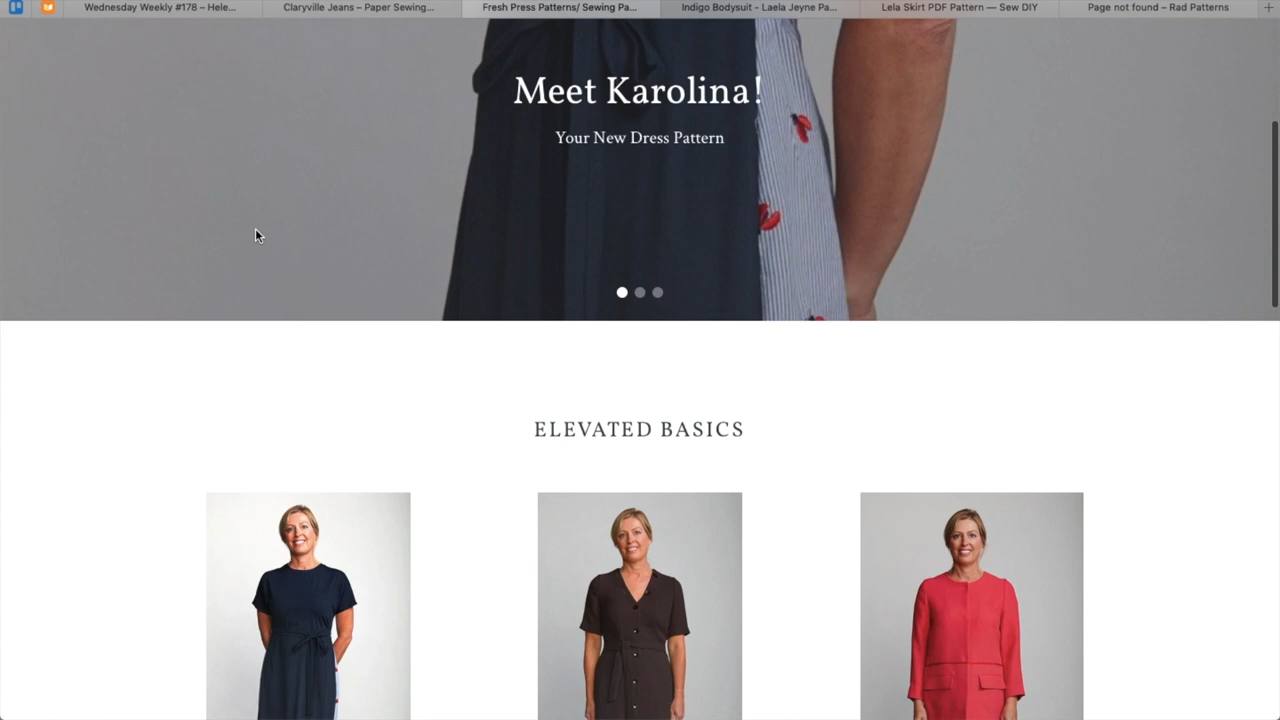 Wednesday Weekly #178 – Hele...
Claryville Jeans – Paper Sewing...
Fresh Press Patterns/ Sewing Pa...
Indigo Bodysuit - Laela Jeyne Pa...
Lela Skirt PDF Pattern — Sew DIY
Page not found – Rad Patterns
Meet Karolina!
Your New Dress Pattern
ELEVATED BASICS